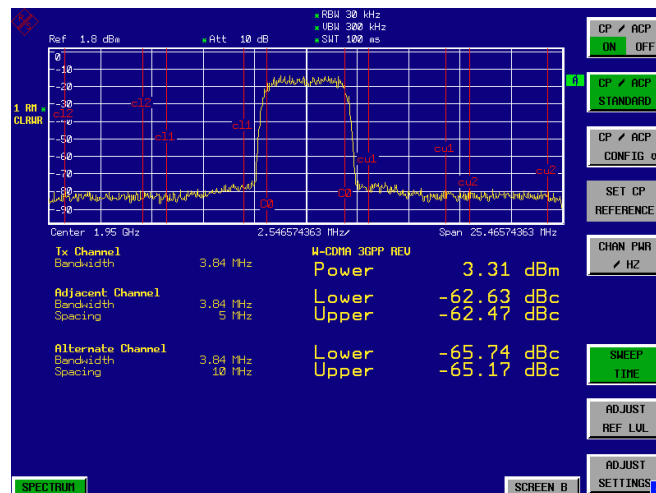 *RBW 30 kHz
*VBW 300 kHz
Ref 1.8 dBm *Att 10 dB *SWT 100 ms
0
-10
-30
-40
-50
-60
-70
-80
-90
1 RM *
CLRWR
A
cl2
cl2
cl1
cl1
C0
C0
cu1
cu1
cu2
cu2
Center 1.95 GHz 2.546574363 MHz/ Span 25.46574363 MHz
Tx Channel W-CDMA 3GPP REV
Bandwidth 3.84 MHz Power 3.31 dBm
Adjacent Channel
Bandwidth 3.84 MHz Lower -62.63 dBc
Spacing 5 MHz Upper -62.47 dBc
Alternate Channel
Bandwidth 3.84 MHz Lower -65.74 dBc
Spacing 10 MHz Upper -65.17 dBc
SPECTRUM
SCREEN B
CP / ACP
ON OFF
CP / ACP
STANDARD
CP / ACP
CONFIG
SET CP
REFERENCE
CHAN PWR
/ HZ
SWEEP
TIME
ADJUST
REF LVL
ADJUST
SETTINGS